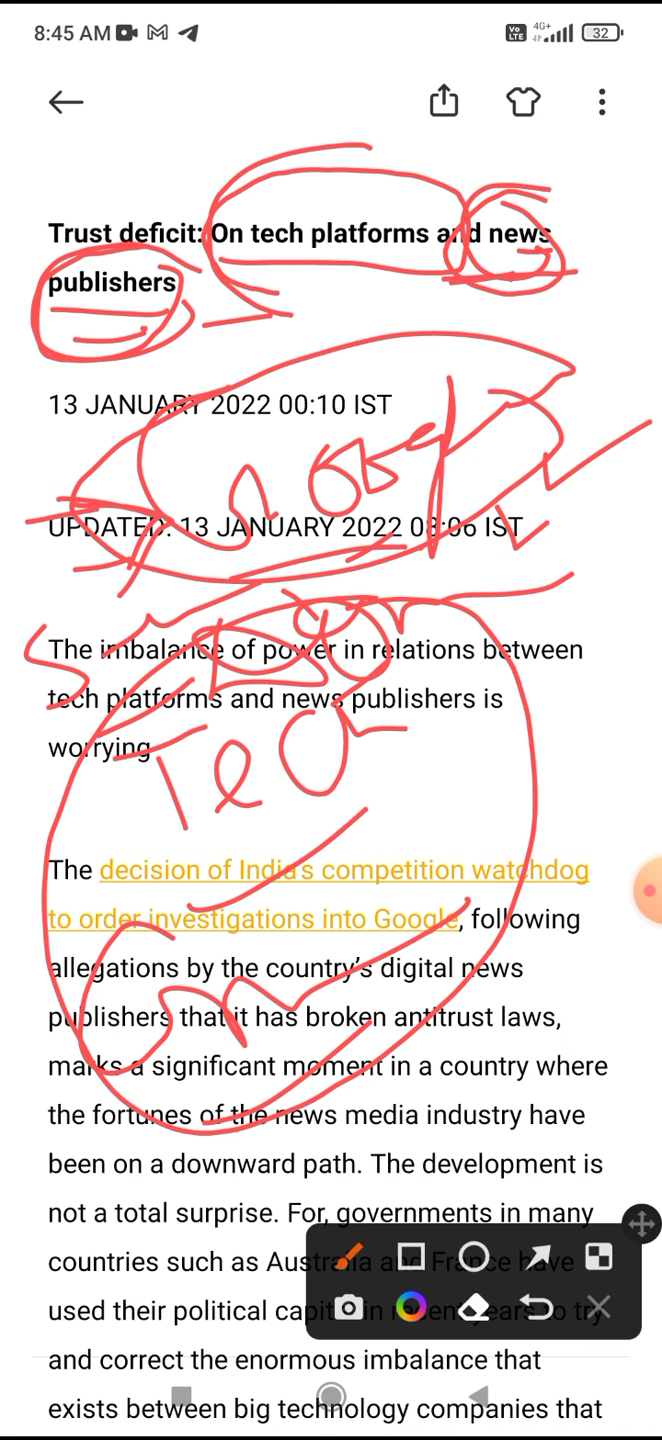 8:45 AM
Vo LTE 4G+ 32
Trust deficit: On tech platforms and news
publishers
13 JANUARY 2022 00:10 IST
UPDATED: 13 JANUARY 2022 08:06 IST
The imbalance of power in relations between
tech platforms and news publishers is
worrying
The decision of India's competition watchdog
to order investigations into Google, following
allegations by the country's digital news
publishers that it has broken antitrust laws,
marks a significant moment in a country where
the fortunes of the news media industry have
been on a downward path. The development is
not a total surprise. For, governments in many
countries such as Australia and France have
used their political capital in recent years to try
and correct the enormous imbalance that
exists between big technology companies that